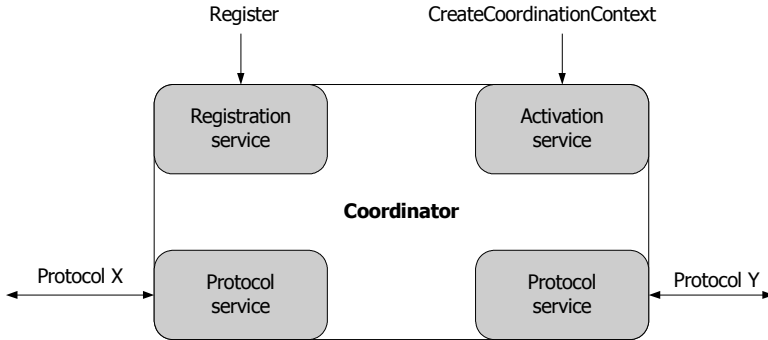 Register
CreateCoordinationContext
Registration
service
Activation
service
Coordinator
Protocol X
Protocol
service
Protocol
service
Protocol Y